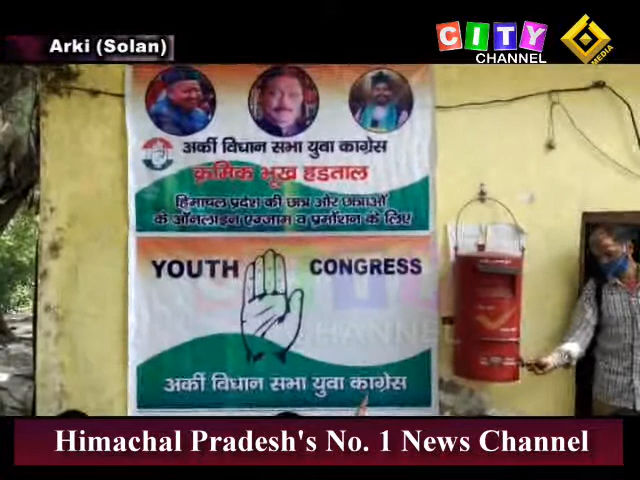 Arki (Solan)
CITY
CHANNEL
MEDIA
अर्की विधान सभा युवा कांग्रेस
क्रमिक भूख हड़ताल
हिमाचल प्रदेश की छात्र और छात्राओं
के ऑनलाइन एग्जाम व प्रमोशन के लिए
YOUTH CONGRESS
CHANNEL
अर्की विधान सभा युवा कांग्रेस
Himachal Pradesh's No. 1 News Channel